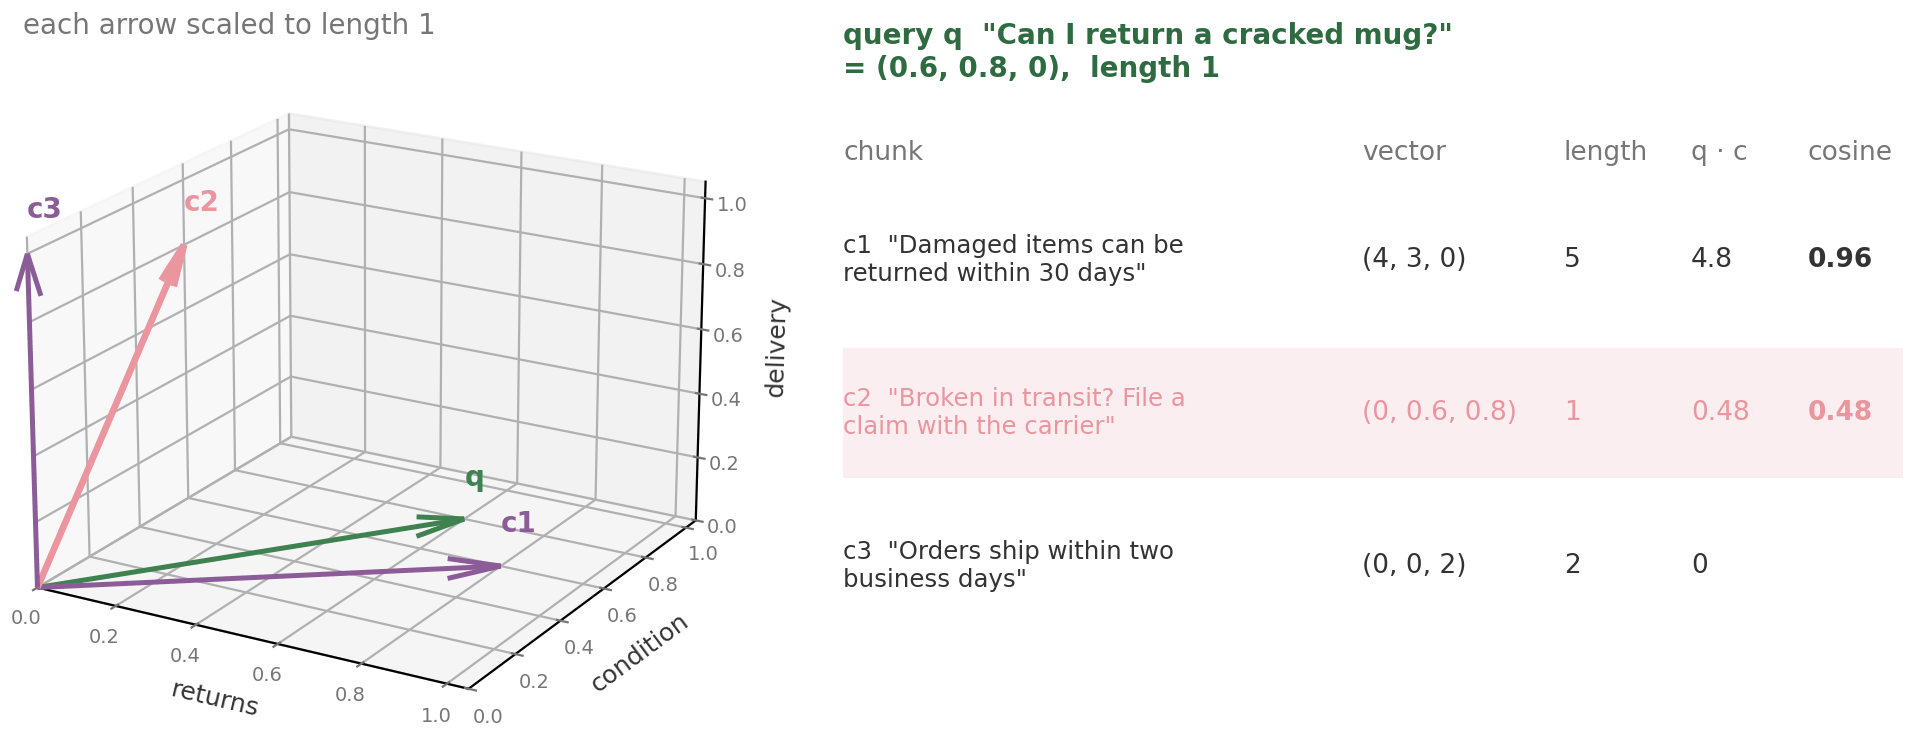 each arrow scaled to length 1
c3
c2
q
c1
1.0
0.8
0.6
0.4
0.2
0.0
delivery
1.0
0.8
0.6
0.4
0.2
0.0
condition
0.0
0.2
0.4
0.6
0.8
1.0
returns
query q "Can I return a cracked mug?"
= (0.6, 0.8, 0), length 1
chunk vector length q · c cosine
c1 "Damaged items can be
returned within 30 days" (4, 3, 0) 5 4.8 0.96
c2 "Broken in transit? File a
claim with the carrier" (0, 0.6, 0.8) 1 0.48 0.48
c3 "Orders ship within two
business days" (0, 0, 2) 2 0